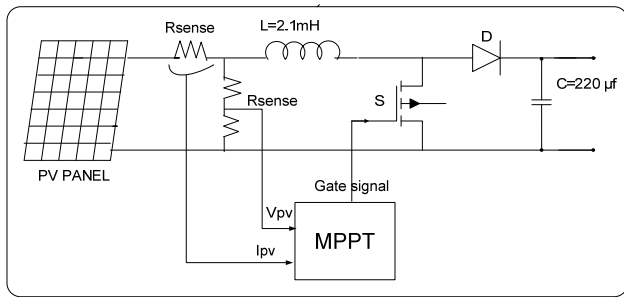 Rsense
L=2.1mH
D
Rsense
S
C=220 µf
PV PANEL
Gate signal
Vpv
MPPT
Ipv